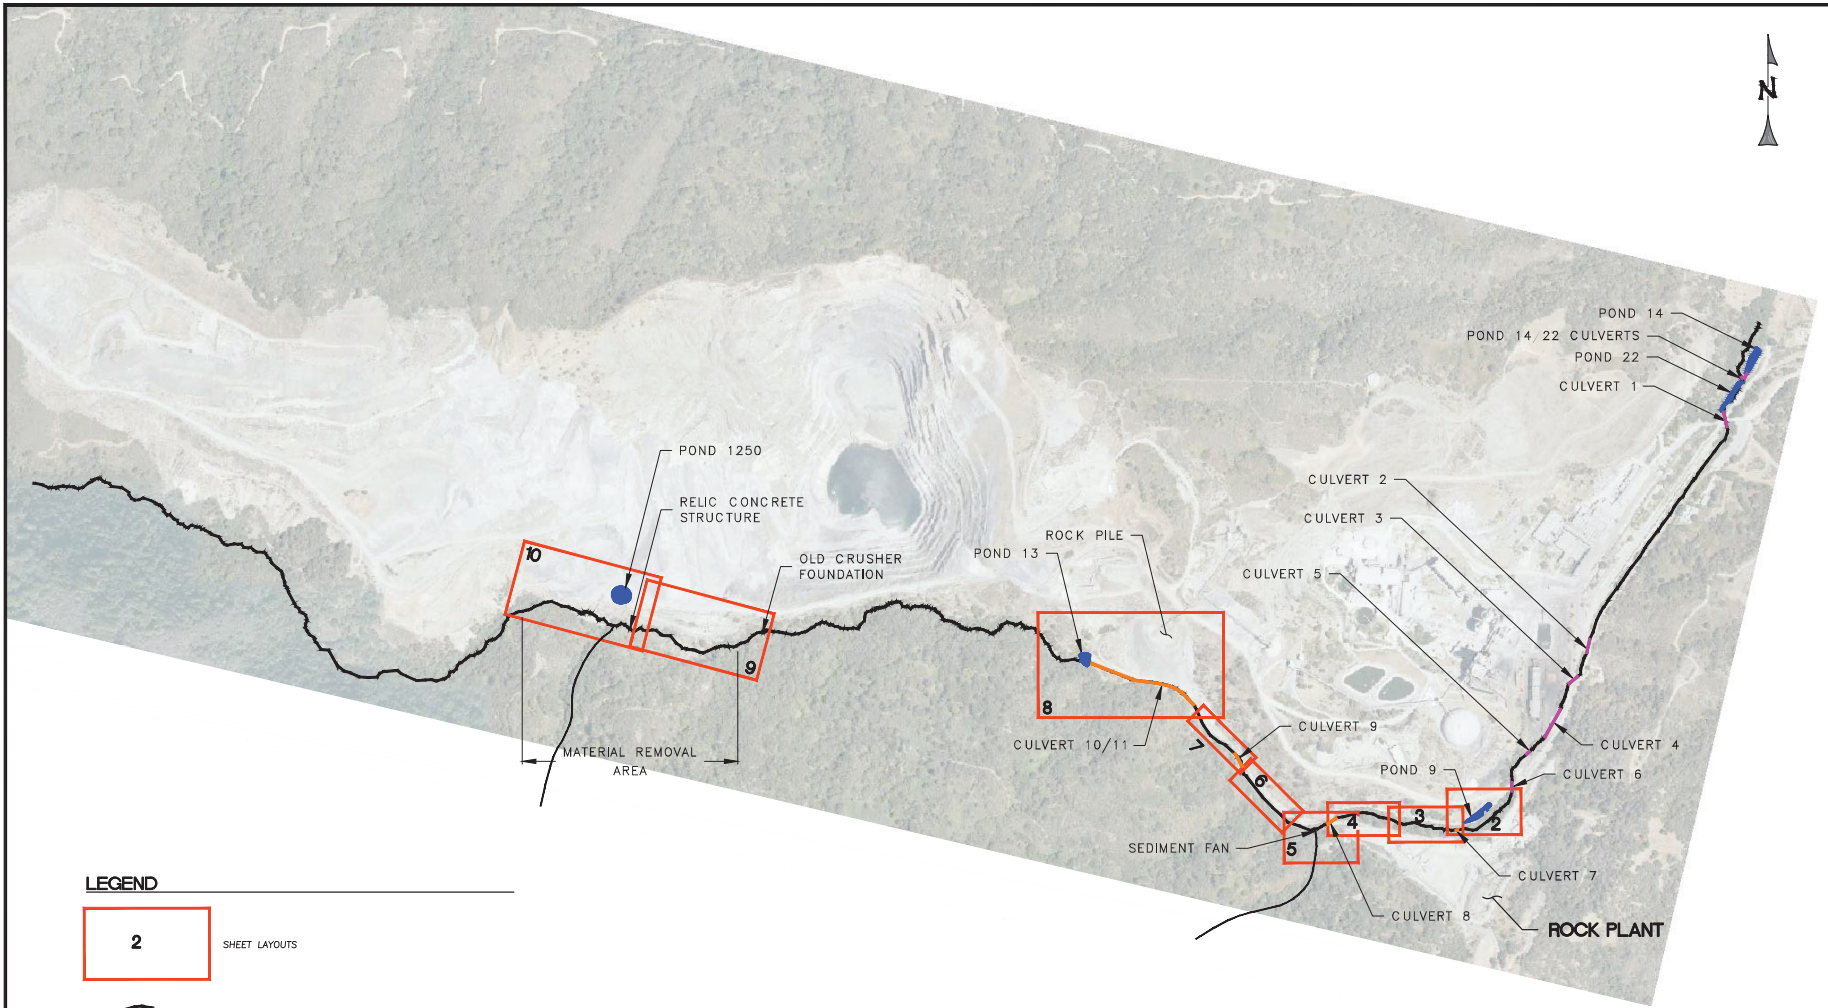 N
POND 14
POND 14/22 CULVERTS
POND 22
CULVERT 1
POND 1250
CULVERT 2
RELIC CONCRETE
STRUCTURE
CULVERT 3
ROCK PILE
10
POND 13
OLD CRUSHER
FOUNDATION
CULVERT 5
9
8
CULVERT 9
CULVERT 10/11
7
CULVERT 4
MATERIAL REMOVAL
AREA
POND 9
CULVERT 6
6
4
3
2
SEDIMENT FAN
5
CULVERT 7
CULVERT 8
ROCK PLANT
LEGEND
2
SHEET LAYOUTS